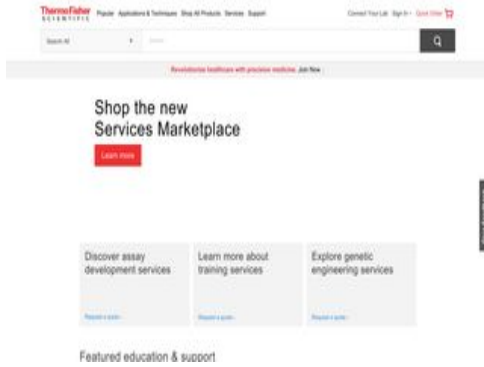 ThermoFisher
SCIENTIFIC
Popular Applications & Techniques Shop All Products Services Support
Connect Your Lab Sign In Quick Order
Search All
Search
Revolutionize healthcare with precision medicine. Join Now
Shop the new
Services Marketplace
Learn more
Discover assay
development services
Learn more about
training services
Explore genetic
engineering services
Request a quote ›
Request a quote ›
Request a quote ›
Featured education & support